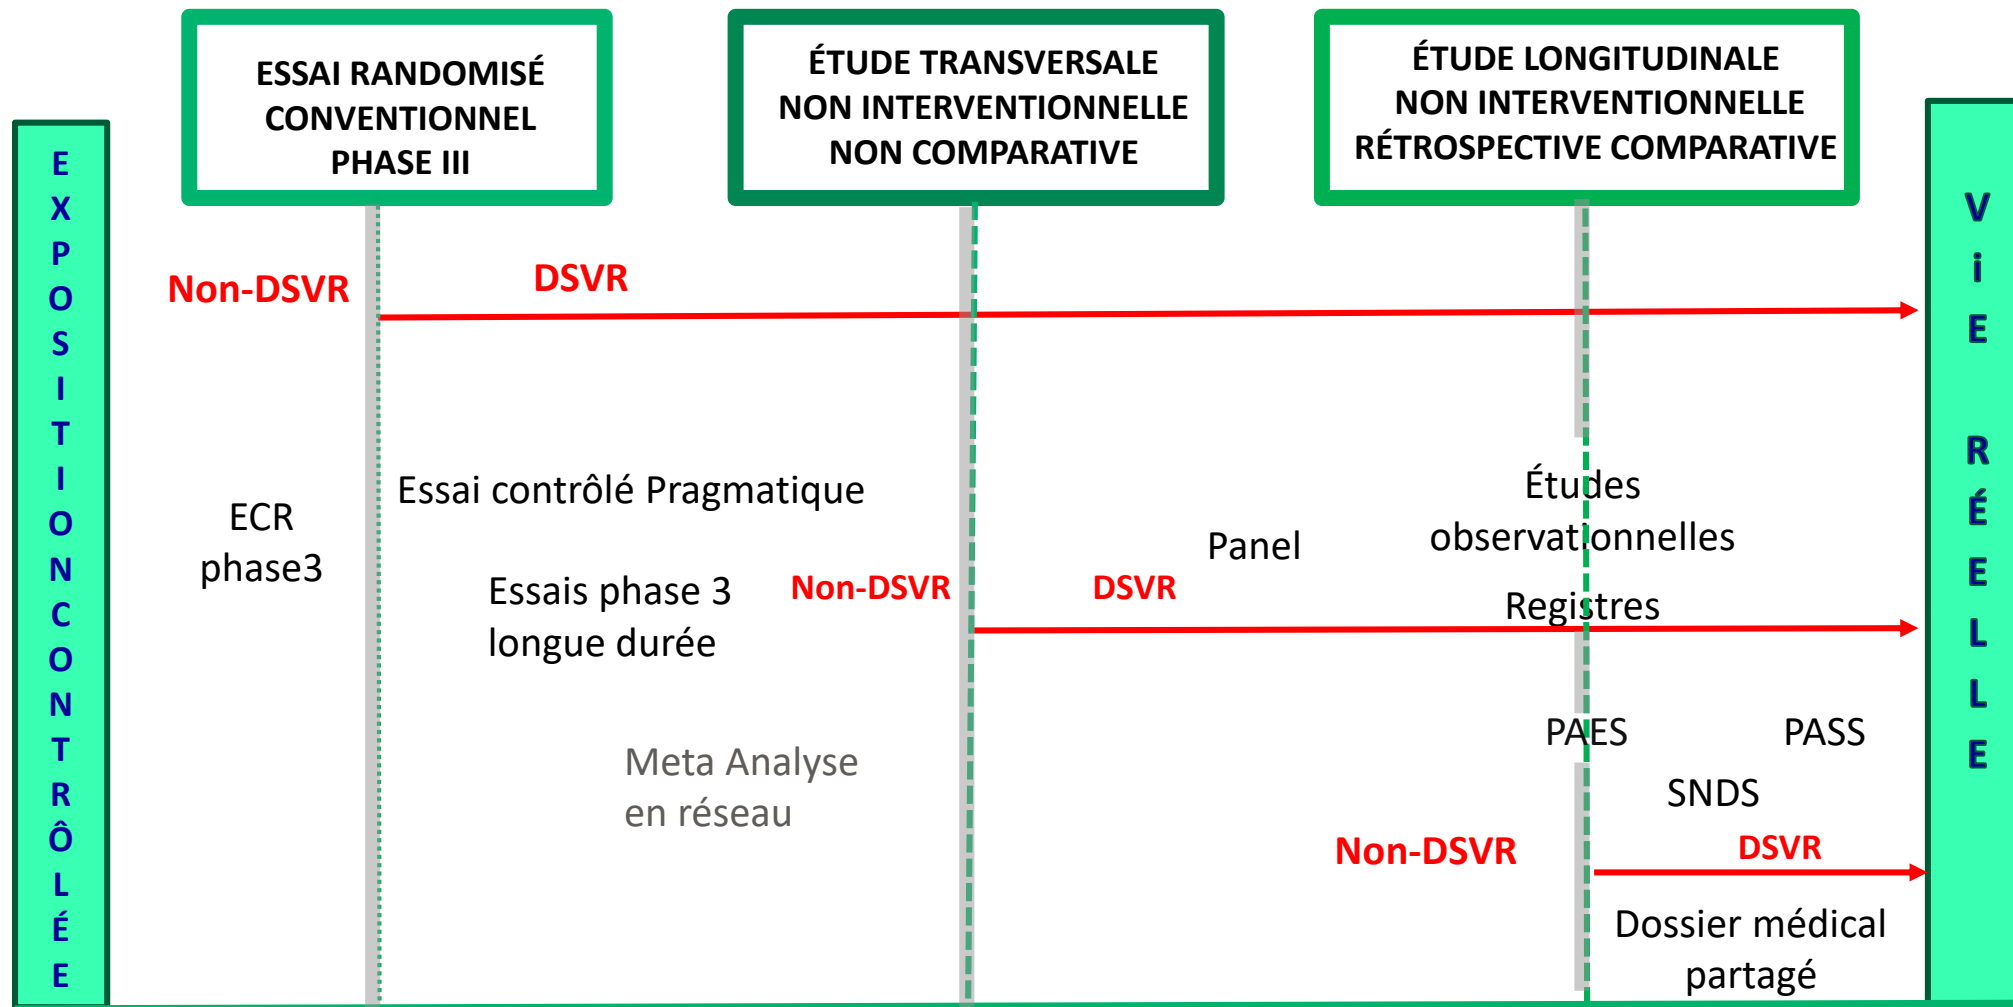 ESSAI RANDOMISÉ
CONVENTIONNEL
PHASE III
ÉTUDE TRANSVERSALE
NON INTERVENTIONNELLE
NON COMPARATIVE
ÉTUDE LONGITUDINALE
NON INTERVENTIONNELLE
RÉTROSPECTIVE COMPARATIVE
EXPOSITION CONTRÔLÉE
Non-DSVR
DSVR
ECR
phase3
Essai contrôlé Pragmatique
Essais phase 3
longue durée
Meta Analyse
en réseau
Non-DSVR
DSVR
Panel
Études
observationnelles
Registres
PAES
PASS
SNDS
Non-DSVR
DSVR
Dossier médical
partagé
ViE RÉELLE